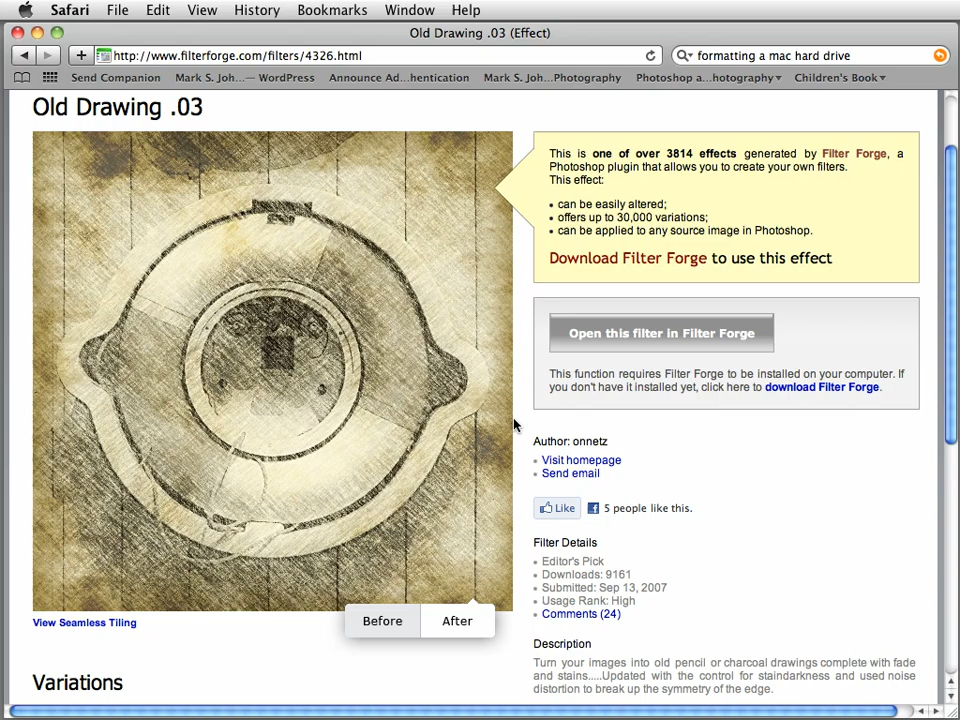 Safari File Edit View History Bookmarks Window Help
Old Drawing .03 (Effect)
http://www.filterforge.com/filters/4326.html
formatting a mac hard drive
Send Companion Mark S. Joh...— WordPress Announce Ad...hentication Mark S. Joh...Photography Photoshop a...hotography Children's Book
Old Drawing .03
This is one of over 3814 effects generated by Filter Forge, a
Photoshop plugin that allows you to create your own filters.
This effect:
• can be easily altered;
• offers up to 30,000 variations;
• can be applied to any source image in Photoshop.
Download Filter Forge to use this effect
Open this filter in Filter Forge
This function requires Filter Forge to be installed on your computer. If
you don't have it installed yet, click here to download Filter Forge.
Author: onnetz
Visit homepage
Send email
Like
5 people like this.
Filter Details
Editor's Pick
Downloads: 9161
Submitted: Sep 13, 2007
Usage Rank: High
Comments (24)
Before
After
View Seamless Tiling
Description
Turn your images into old pencil or charcoal drawings complete with fade
and stains.....Updated with the control for staindarkness and used noise
distortion to break up the symmetry of the edge.
Variations